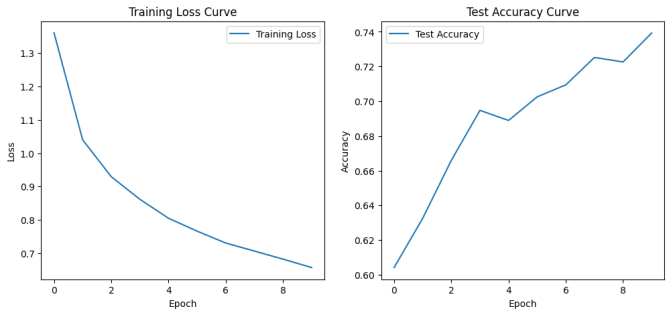 Training Loss Curve
Training Loss
1.3
1.2
1.1
1.0
0.9
0.8
0.7
Loss
0 2 4 6 8
Epoch
Test Accuracy Curve
Test Accuracy
0.74
0.72
0.70
0.68
0.66
0.64
0.62
0.60
Accuracy
0 2 4 6 8
Epoch